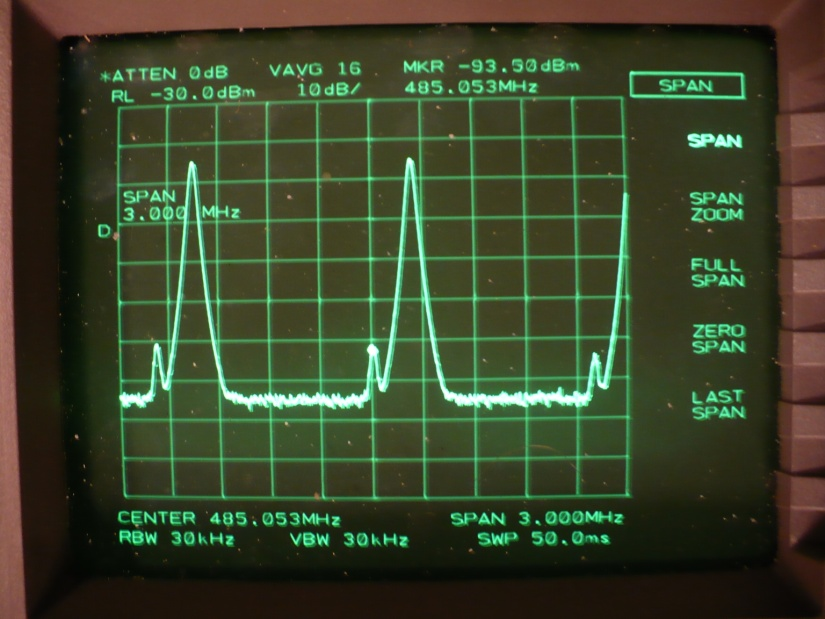 *ATTEN 0dB VAVG 16 MKR -93.50dBm
RL -30.0dBm 10dB/ 485.053MHz
SPAN
SPAN
3.000 MHz
D
SPAN
SPAN
ZOOM
FULL
SPAN
ZERO
SPAN
LAST
SPAN
CENTER 485.053MHz SPAN 3.000MHz
RBW 30kHz VBW 30kHz SWP 50.0ms